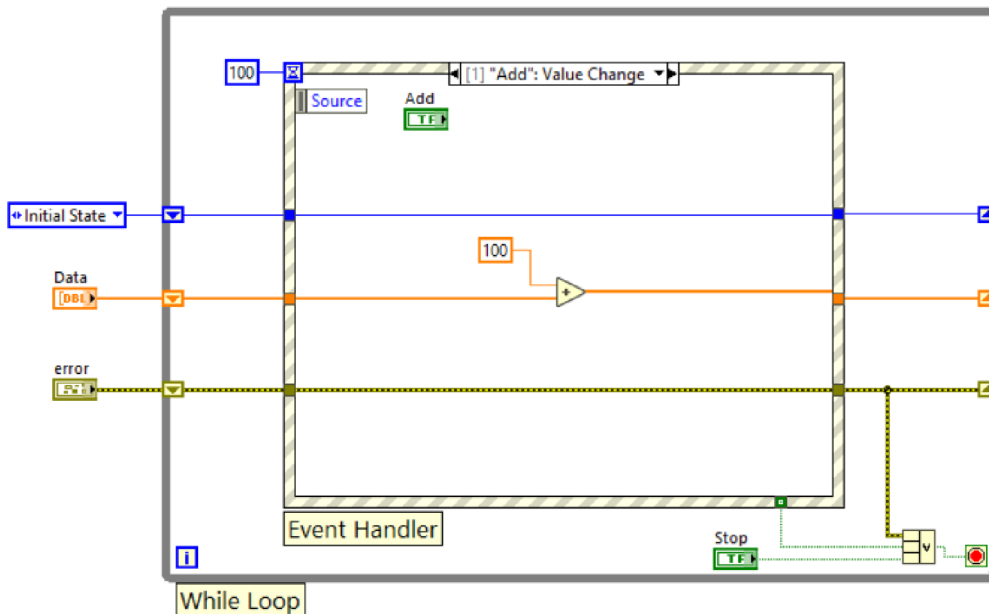 100
[1] "Add": Value Change
Source
Add
TF
Initial State
100
Data
[DBL
error
Event Handler
Stop
TF
i
While Loop